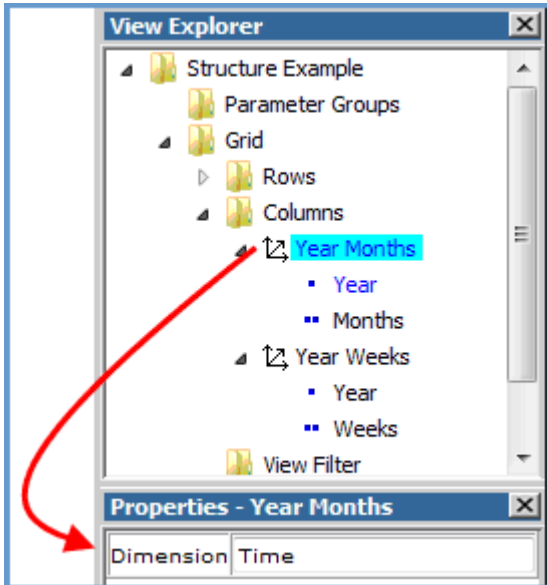 View Explorer
Structure Example
Parameter Groups
Grid
Rows
Columns
Year Months
Year
Months
Year Weeks
Year
Weeks
View Filter
Properties - Year Months
Dimension Time